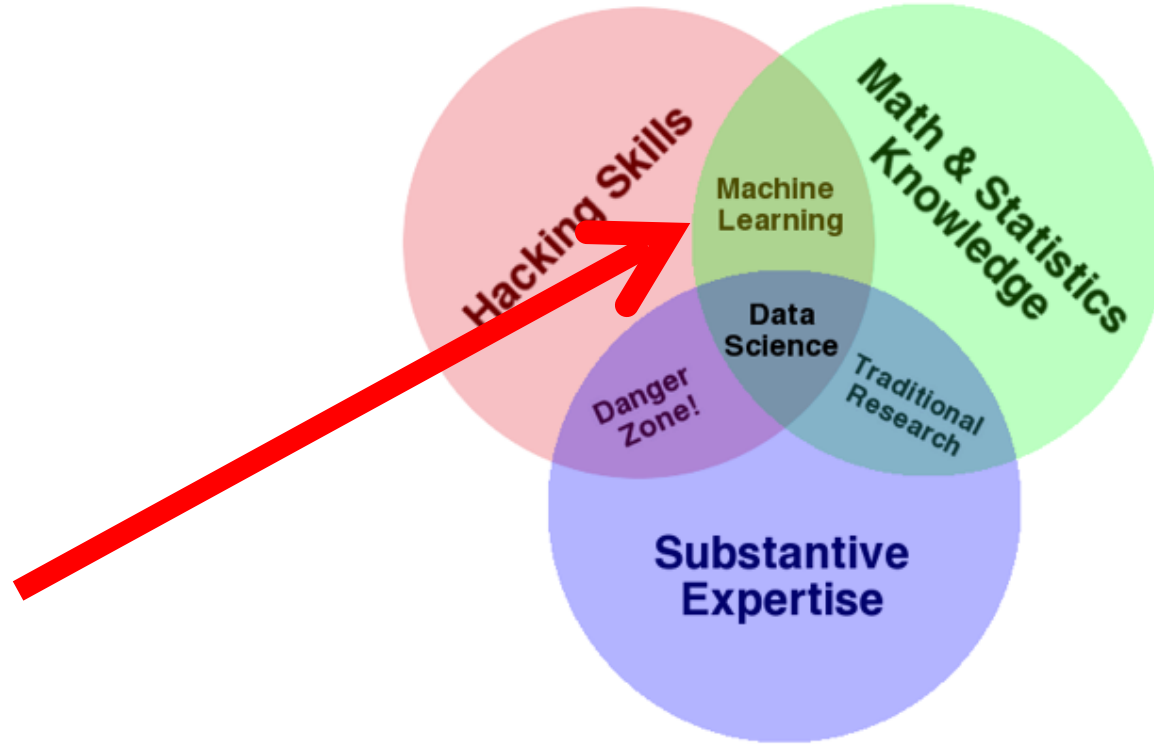 Hacking Skills
Math & Statistics
Knowledge
Machine
Learning
Data
Science
Danger
Zone!
Traditional
Research
Substantive
Expertise